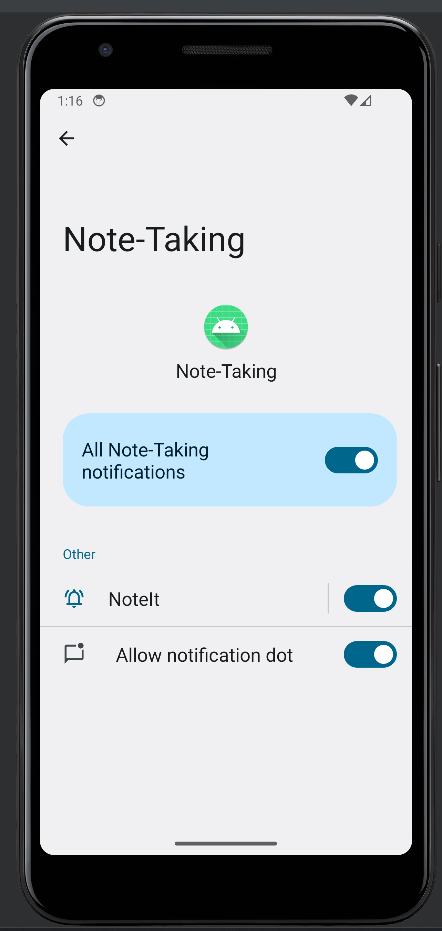 1:16
Note-Taking
Note-Taking
All Note-Taking
notifications
Other
NoteIt
Allow notification dot